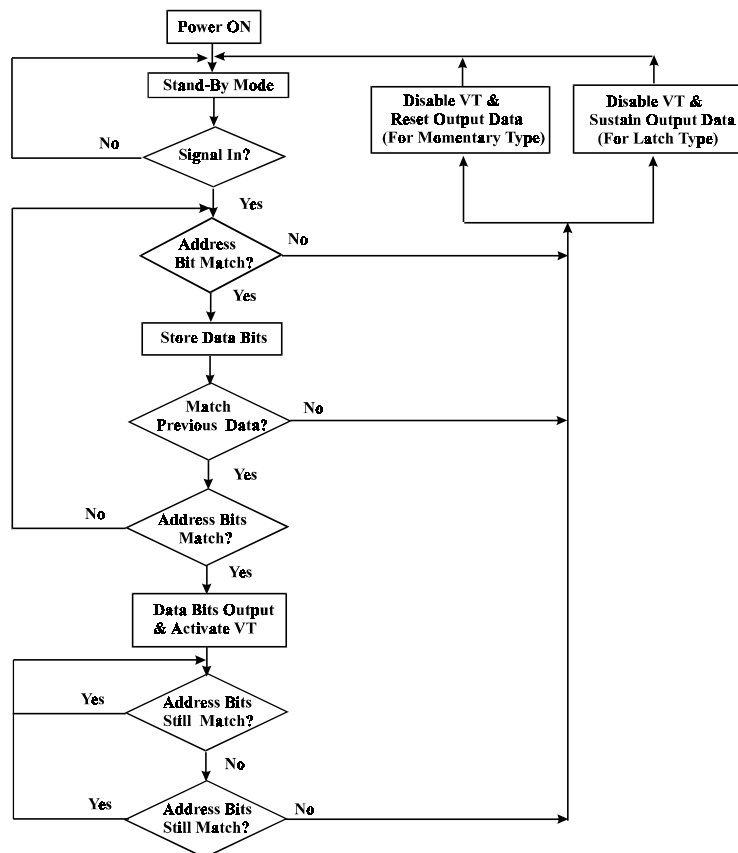 Power ON
Stand-By Mode
Disable VT &
Reset Output Data
(For Momentary Type)
Disable VT &
Sustain Output Data
(For Latch Type)
No
Signal In?
Yes
Address
Bit Match?
No
Yes
Store Data Bits
Match
Previous Data?
No
Yes
Address Bits
Match?
No
Yes
Data Bits Output
& Activate VT
Yes
Address Bits
Still Match?
No
Yes
Address Bits
Still Match?
No